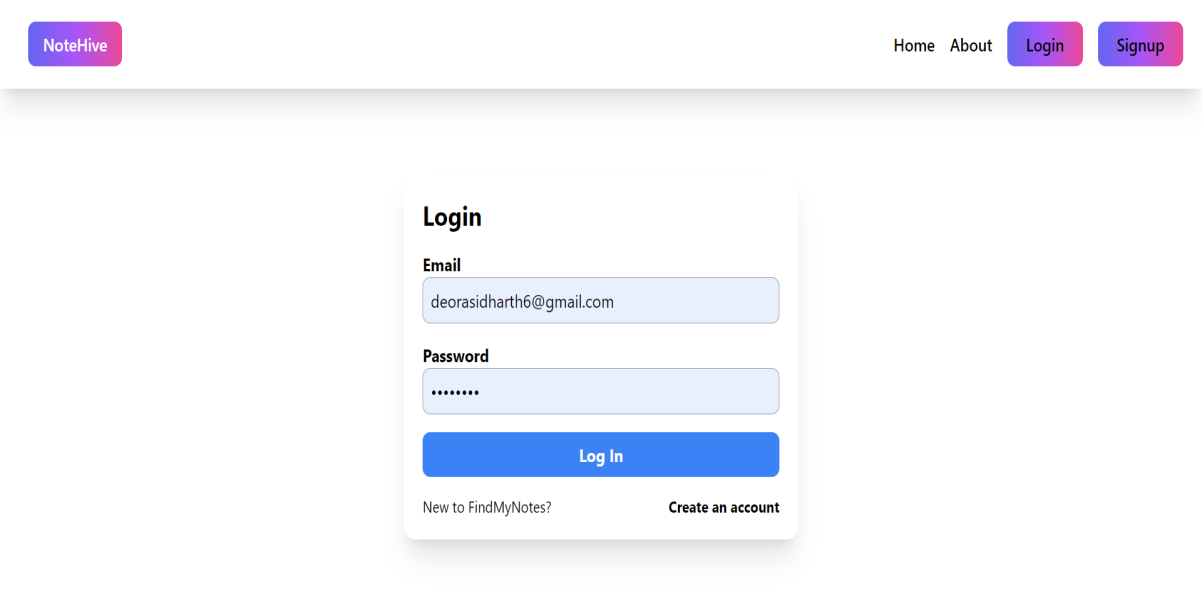 NoteHive
Home About Login Signup
Login
Email
deorasidharth6@gmail.com
Password
••••••••
Log In
New to FindMyNotes? Create an account